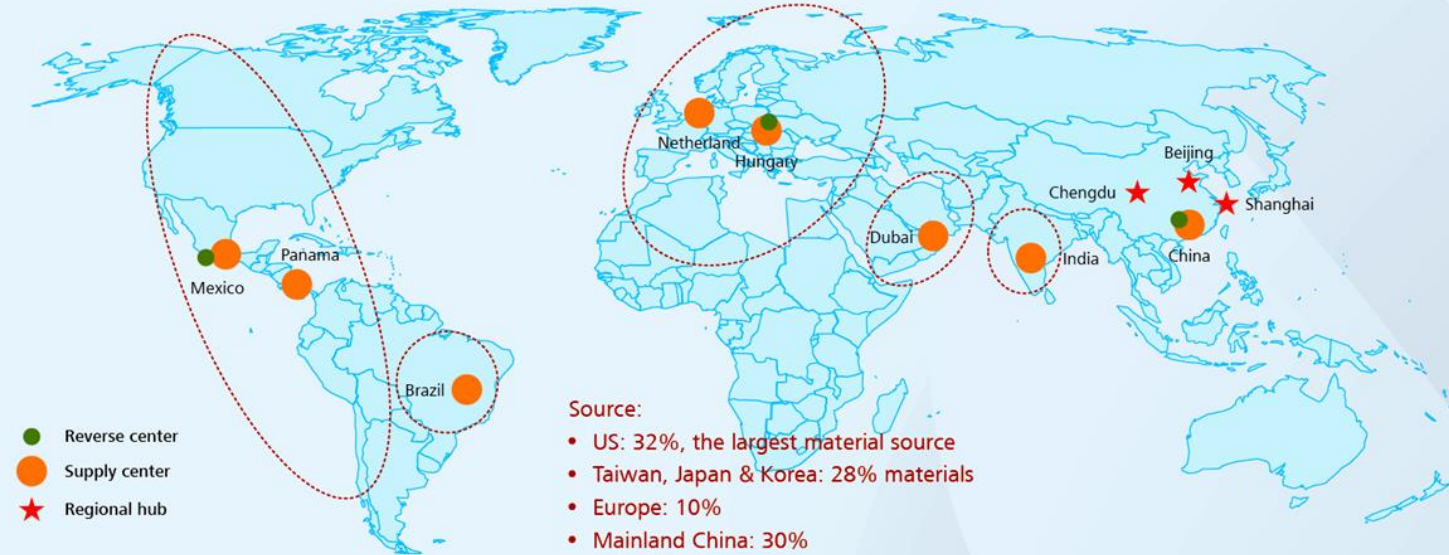 Netherland
Hungary
Beijing
Chengdu
Shanghai
Dubai
India
China
Panama
Mexico
Brazil
Reverse center
Supply center
Regional hub
Source:
• US: 32%, the largest material source
• Taiwan, Japan & Korea: 28% materials
• Europe: 10%
• Mainland China: 30%